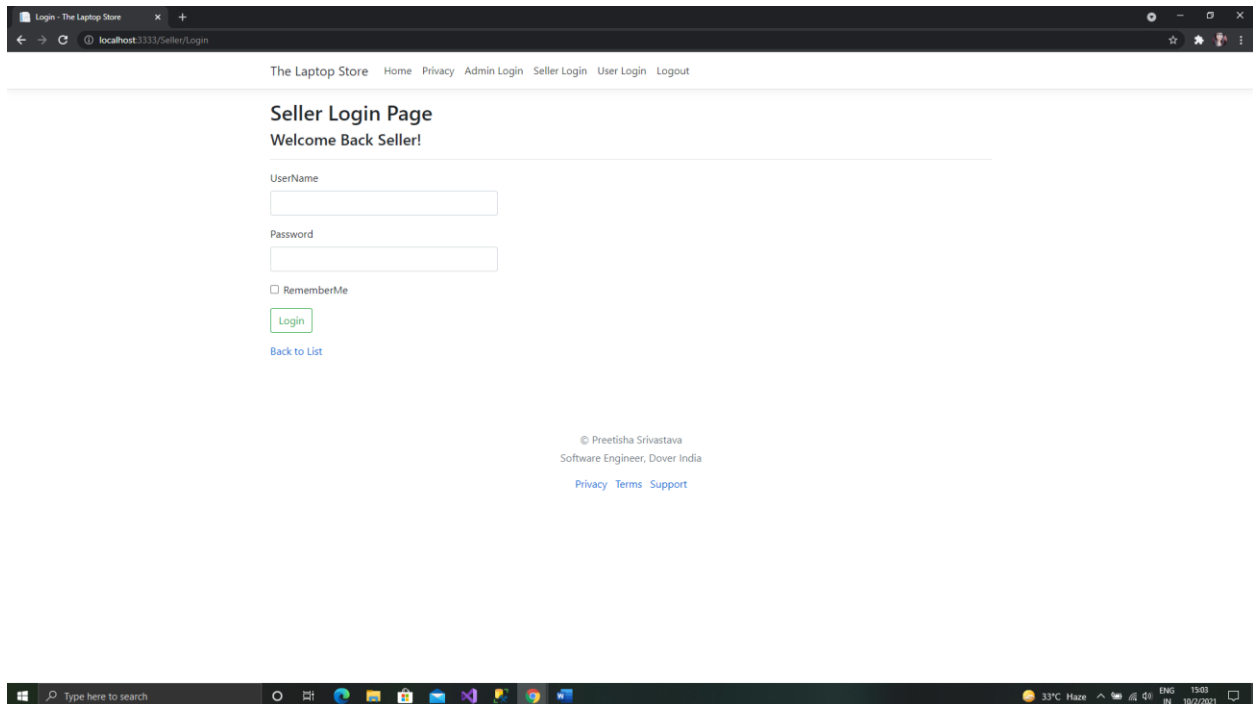 Login - The Laptop Store
localhost:3333/Seller/Login
The Laptop Store Home Privacy Admin Login Seller Login User Login Logout
Seller Login Page
Welcome Back Seller!
UserName
Password
RememberMe
Login
Back to List
© Preetisha Srivastava
Software Engineer, Dover India
Privacy Terms Support
Type here to search
33°C Haze
ENG
IN
15:03
10/2/2021